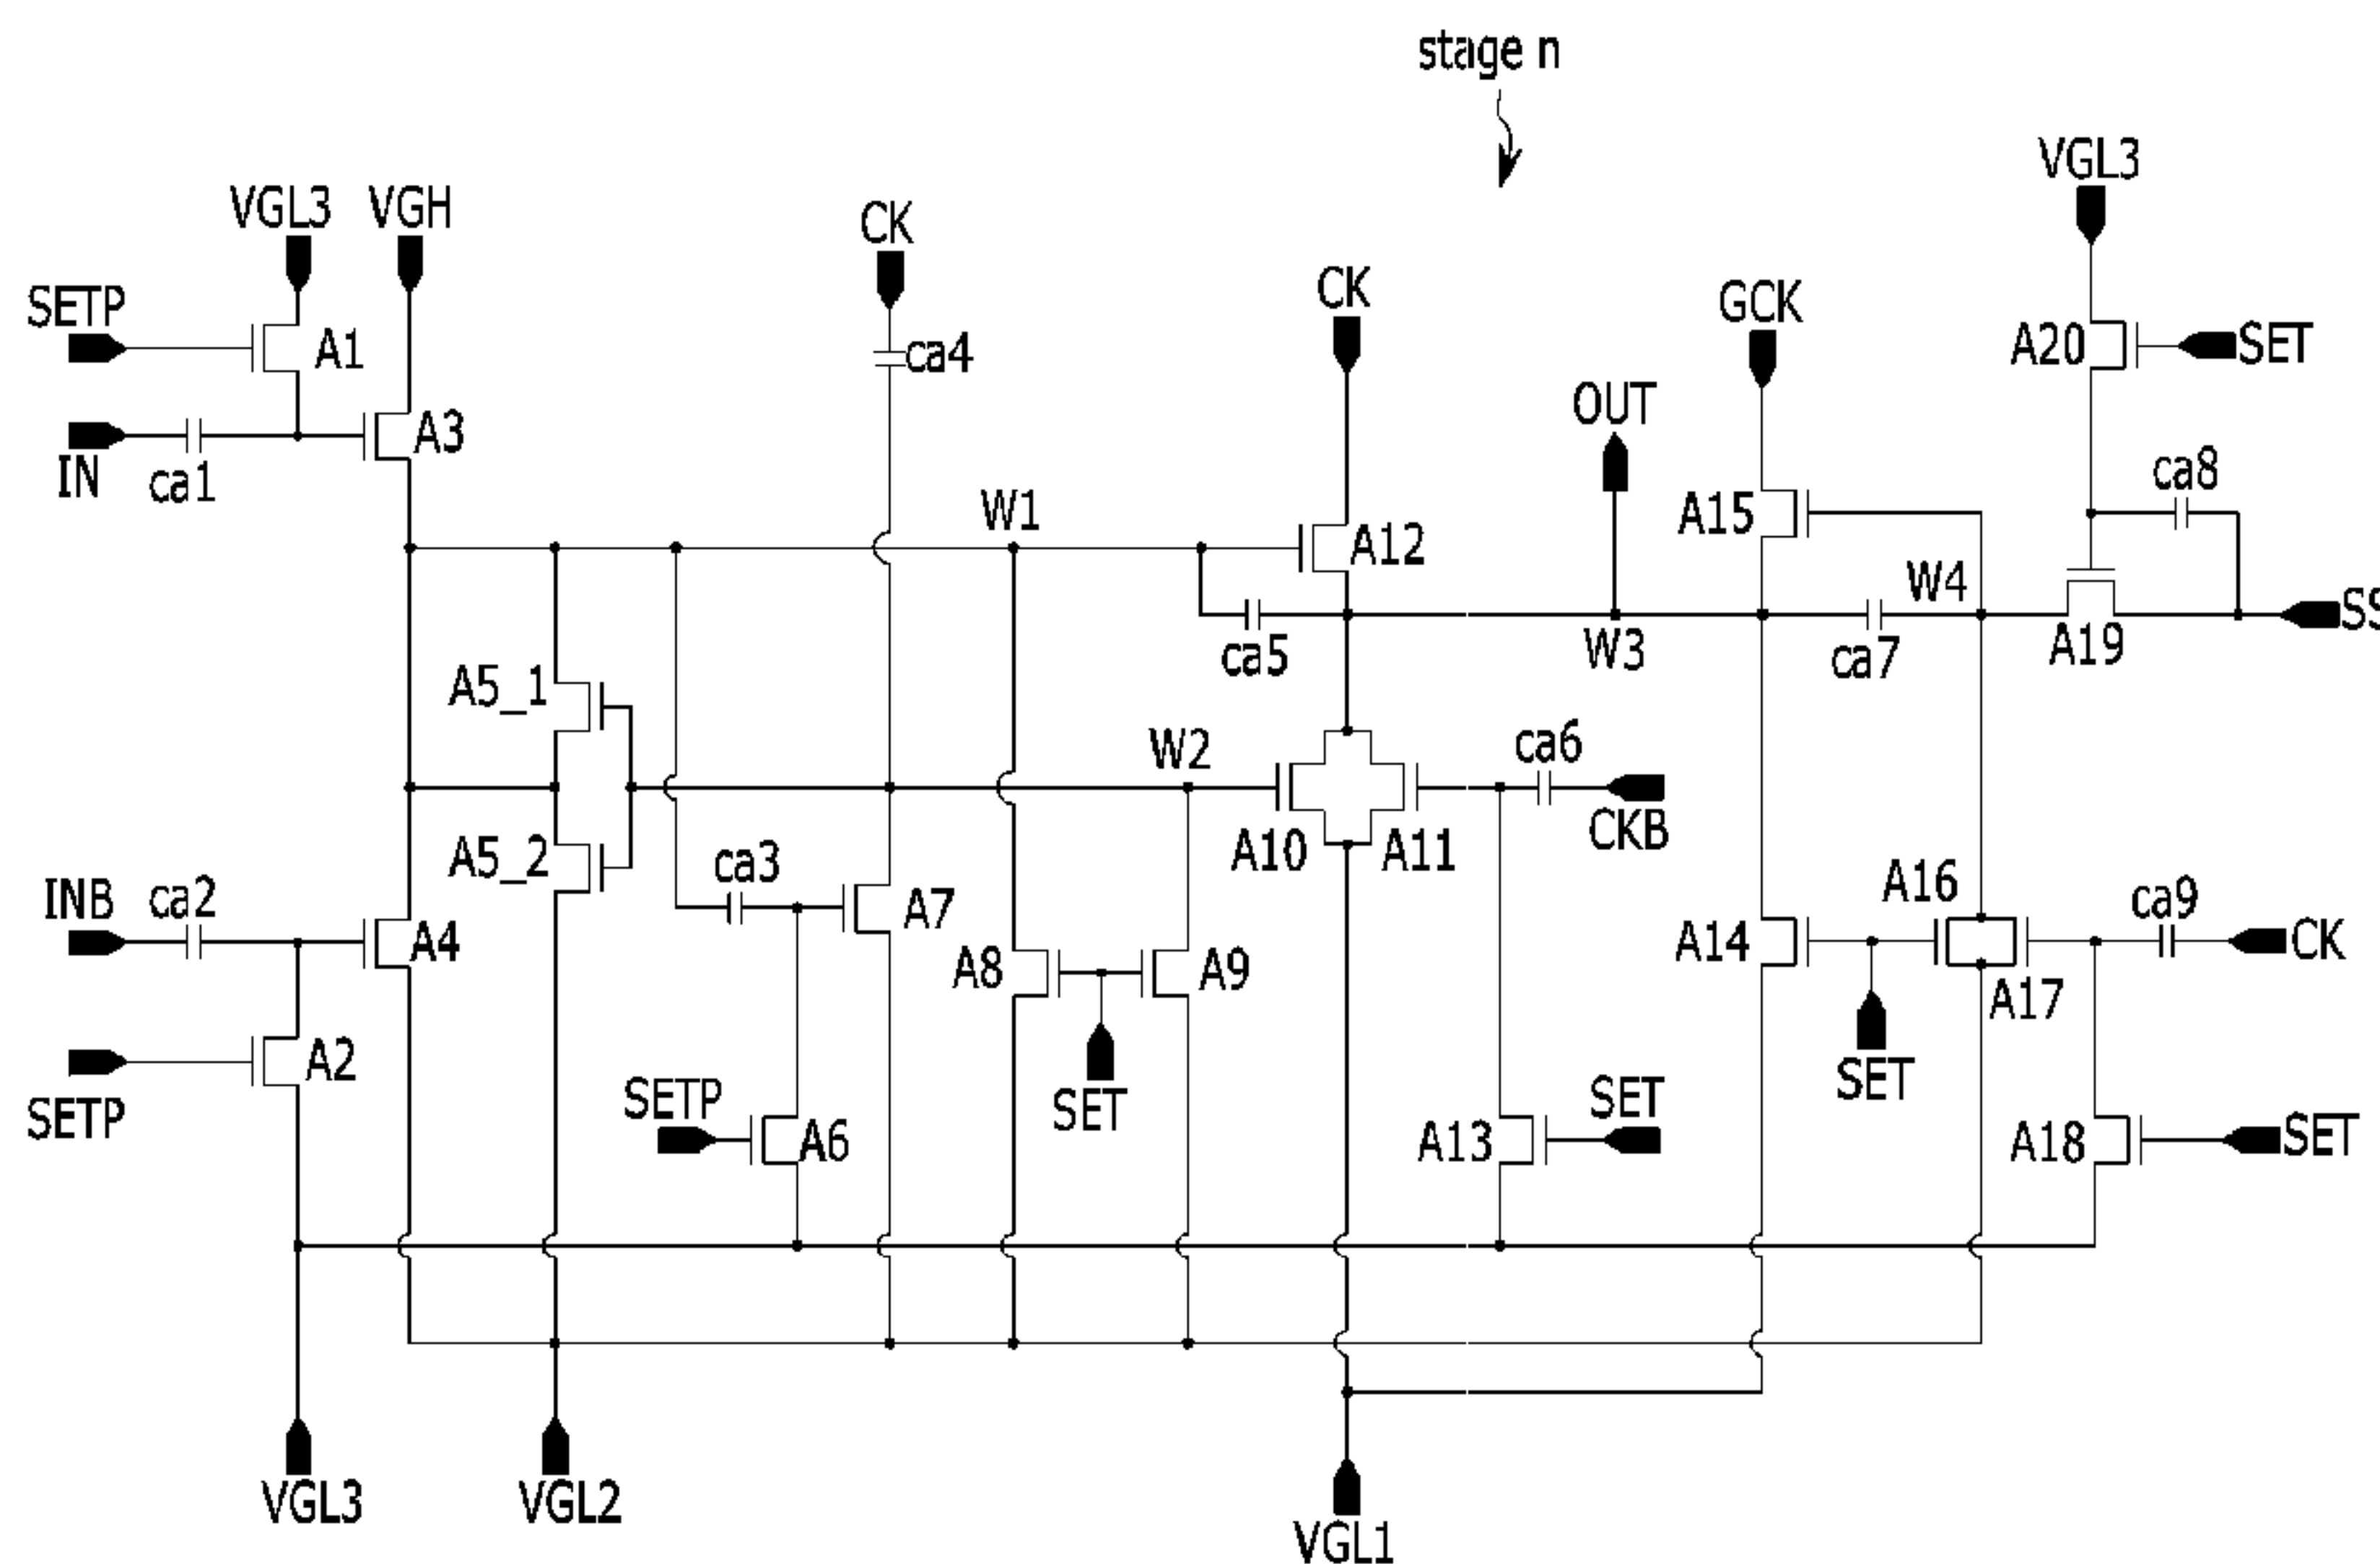 stage n
VGL3
VGL3 VGH
CK
CK
GCK
SETP
A1
A20
SET
ca4
OUT
A3
IN
ca1
ca8
W1
A15
A12
W4
SS
ca5
W3
ca7
A19
A5_1
W2
ca6
CKB
A5_2
A10
A11
ca3
INB
ca2
A7
A16
ca9
A4
A8
A9
A14
CK
A17
A2
SETP
SETP
A6
SET
SET
A13
SET
A18
SET
VGL3
VGL2
VGL1